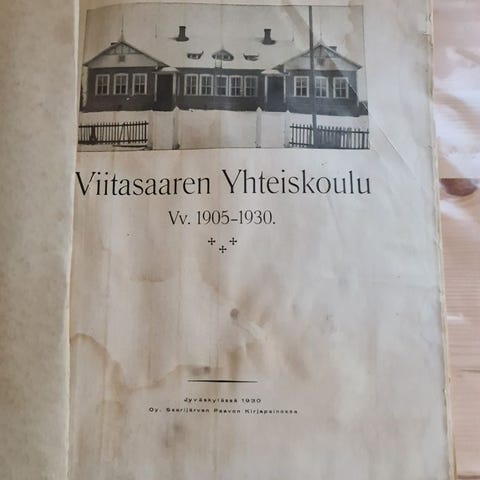 Viitasaaren Yhteiskoulu
Vv. 1905-1930.
Jyväskylässä 1930
Oy. Saarijärven Paavon Kirjapainossa